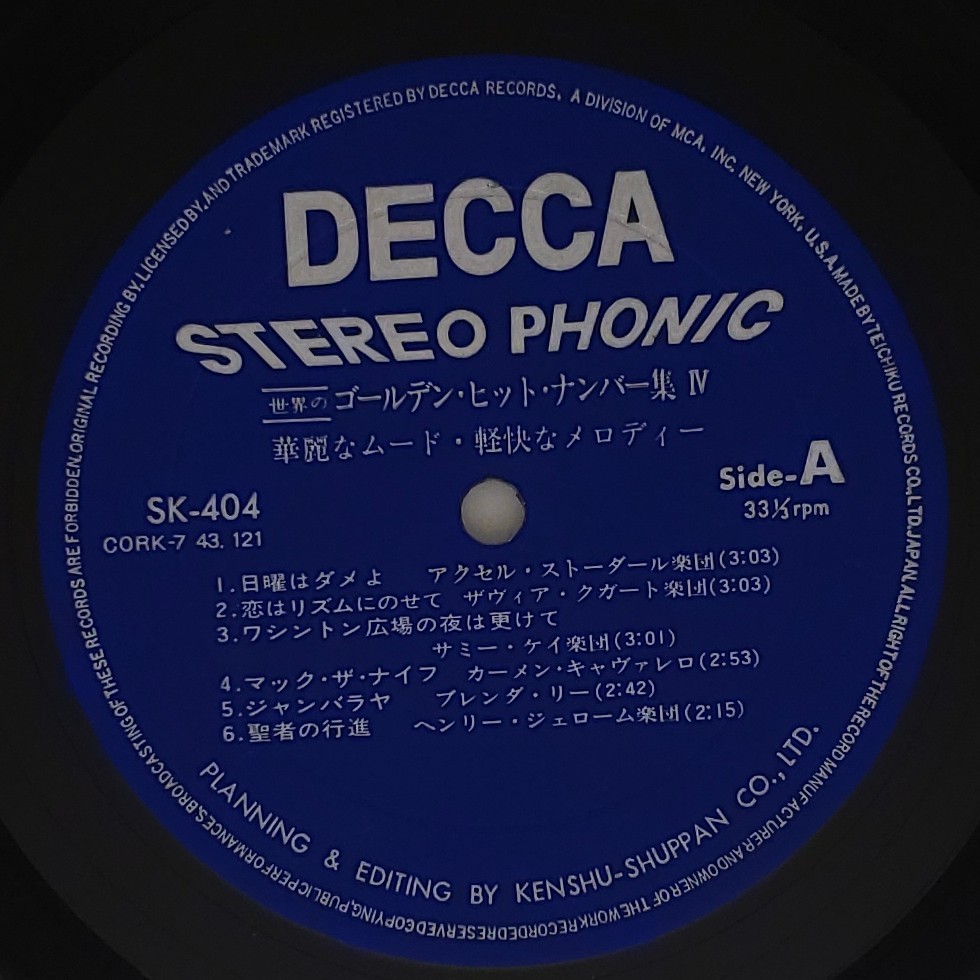 DECCA
STEREO PHONIC
世界の ゴールデン・ヒット・ナンバー集 Ⅳ
華麗なムード・軽快なメロディー
Side-A
33⅓rpm
SK-404
CORK-7 43. 121
1.日曜はダメよ アクセル・ストーダール楽団(3:03)
2.恋はリズムにのせて ザヴィア・クガート楽団(3:03)
3.ワシントン広場の夜は更けて
サミー・ケイ楽団(3:01)
4.マック・ザ・ナイフ カーメン・キャヴァレロ(2:53)
5.ジャンバラヤ ブレンダ・リー(2:42)
6.聖者の行進 ヘンリー・ジェローム楽団(2:15)
PLANNING & EDITING BY KENSHU-SHUPPAN CO., LTD.
ORIGINAL RECORDING BY, LICENSED BY, AND TRADEMARK REGISTERED BY DECCA RECORDS, A DIVISION OF MCA, INC. NEW YORK, U.S.A. MADE BY TEICHIKU RECORDS CO., LTD. JAPAN. ALL RIGHT OF THE RECORD MANUFACTURER AND OWNER OF THE WORK RECORDED RESERVED COPYING, PUBLIC PERFORMANCES, BROADCASTING OF THESE RECORDS ARE FORBIDDEN.